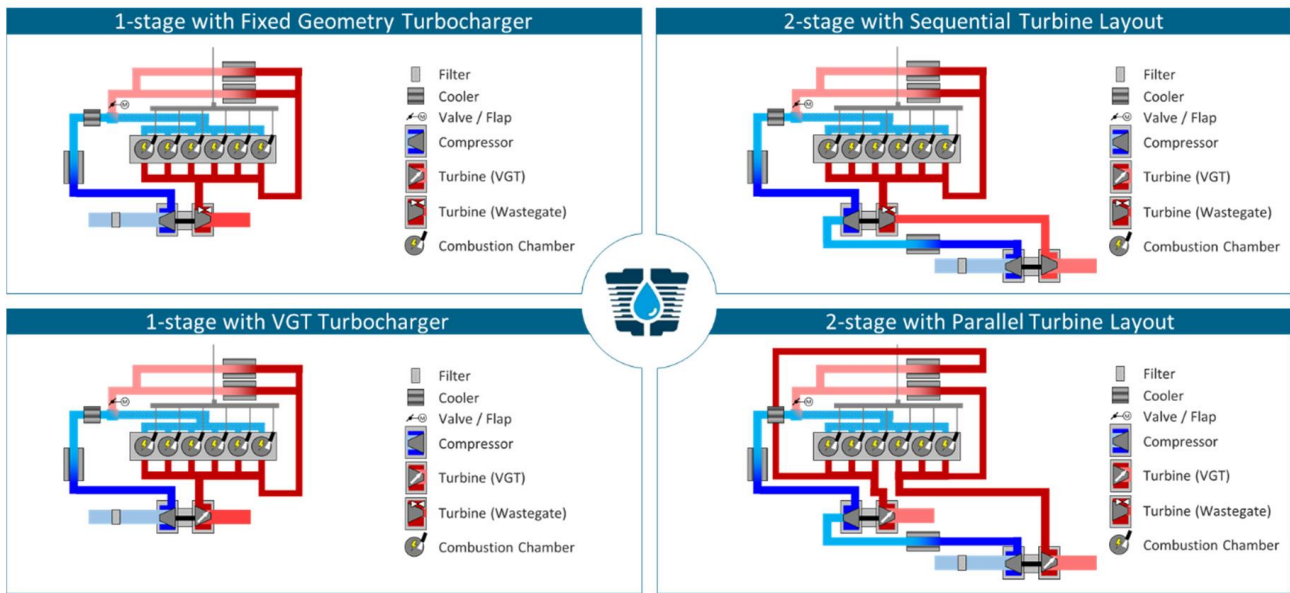 1-stage with Fixed Geometry Turbocharger
Filter
Cooler
M
Valve / Flap
Compressor
Turbine (VGT)
Turbine (Wastegate)
Combustion Chamber
2-stage with Sequential Turbine Layout
Filter
Cooler
M
Valve / Flap
Compressor
Turbine (VGT)
Turbine (Wastegate)
Combustion Chamber
1-stage with VGT Turbocharger
Filter
Cooler
M
Valve / Flap
Compressor
Turbine (VGT)
Turbine (Wastegate)
Combustion Chamber
2-stage with Parallel Turbine Layout
Filter
Cooler
M
Valve / Flap
Compressor
Turbine (VGT)
Turbine (Wastegate)
Combustion Chamber